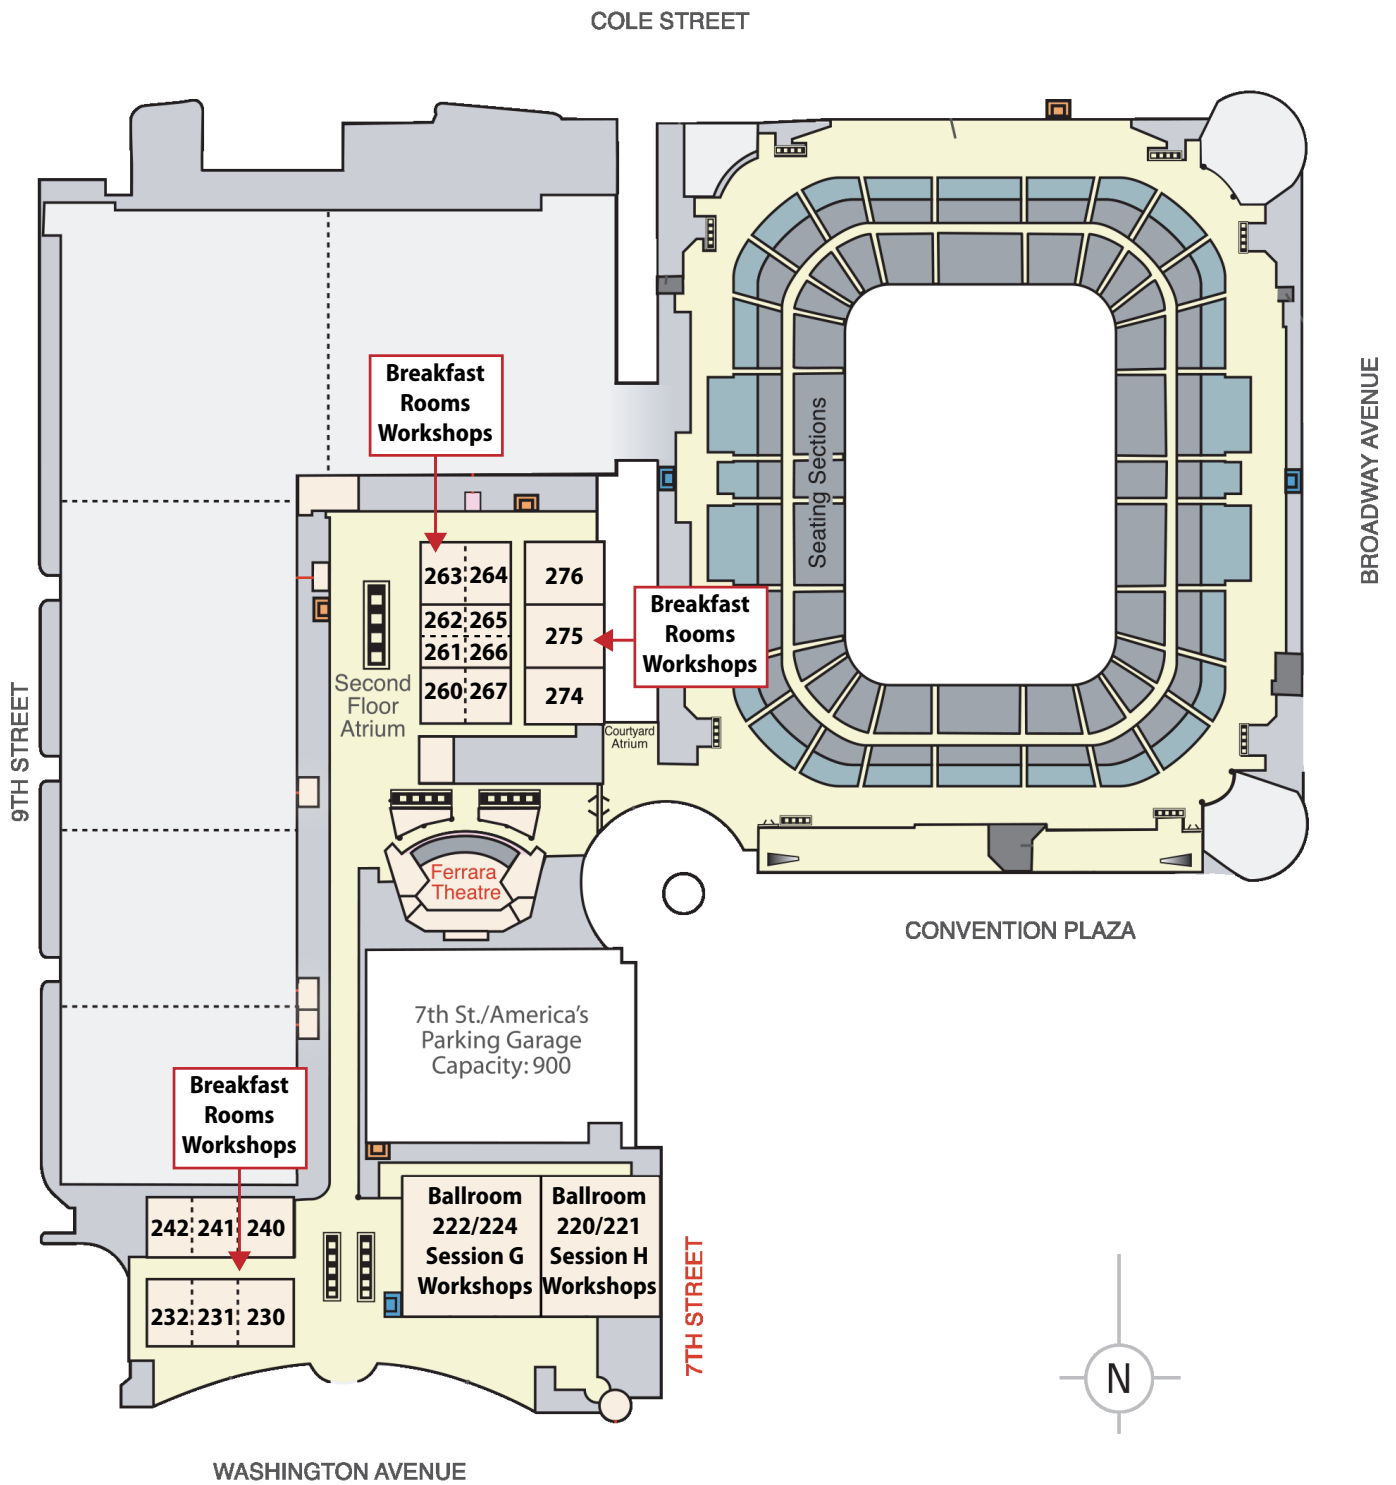 COLE STREET
Breakfast
Rooms
Workshops
BROADWAY AVENUE
Seating Sections
263 264
276
262 265
261 266
275
Breakfast
Rooms
Workshops
260 267
274
Second
Floor
Atrium
Courtyard
Atrium
9TH STREET
Ferrara
Theatre
CONVENTION PLAZA
7th St./America's
Parking Garage
Capacity: 900
Breakfast
Rooms
Workshops
242 241 240
232 231 230
Ballroom
222/224
Session G
Workshops
Ballroom
220/221
Session H
Workshops
7TH STREET
N
WASHINGTON AVENUE